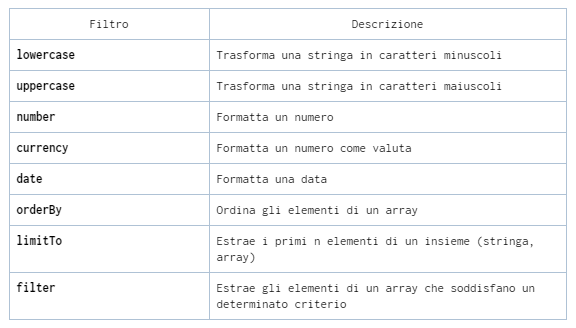 Filtro Descrizione
lowercase Trasforma una stringa in caratteri minuscoli
uppercase Trasforma una stringa in caratteri maiuscoli
number Formatta un numero
currency Formatta un numero come valuta
date Formatta una data
orderBy Ordina gli elementi di un array
limitTo Estrae i primi n elementi di un insieme (stringa,
array)
filter Estrae gli elementi di un array che soddisfano un
determinato criterio